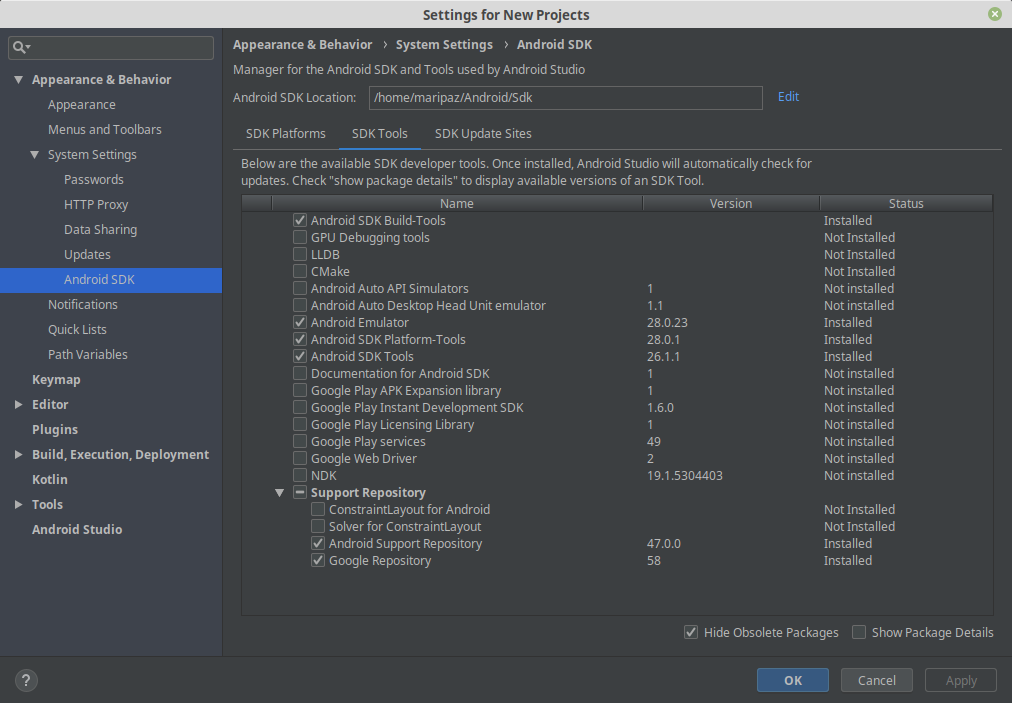 Settings for New Projects
Appearance & Behavior
Appearance
Menus and Toolbars
System Settings
Passwords
HTTP Proxy
Data Sharing
Updates
Android SDK
Notifications
Quick Lists
Path Variables
Keymap
Editor
Plugins
Build, Execution, Deployment
Kotlin
Tools
Android Studio
Appearance & Behavior › System Settings › Android SDK
Manager for the Android SDK and Tools used by Android Studio
Android SDK Location: /home/maripaz/Android/Sdk Edit
SDK Platforms SDK Tools SDK Update Sites
Below are the available SDK developer tools. Once installed, Android Studio will automatically check for
updates. Check "show package details" to display available versions of an SDK Tool.
Name Version Status
Android SDK Build-Tools Installed
GPU Debugging tools Not Installed
LLDB Not Installed
CMake Not Installed
Android Auto API Simulators 1 Not installed
Android Auto Desktop Head Unit emulator 1.1 Not installed
Android Emulator 28.0.23 Installed
Android SDK Platform-Tools 28.0.1 Installed
Android SDK Tools 26.1.1 Installed
Documentation for Android SDK 1 Not installed
Google Play APK Expansion library 1 Not installed
Google Play Instant Development SDK 1.6.0 Not installed
Google Play Licensing Library 1 Not installed
Google Play services 49 Not installed
Google Web Driver 2 Not installed
NDK 19.1.5304403 Not installed
Support Repository
ConstraintLayout for Android Not Installed
Solver for ConstraintLayout Not Installed
Android Support Repository 47.0.0 Installed
Google Repository 58 Installed
Hide Obsolete Packages Show Package Details
? OK Cancel Apply